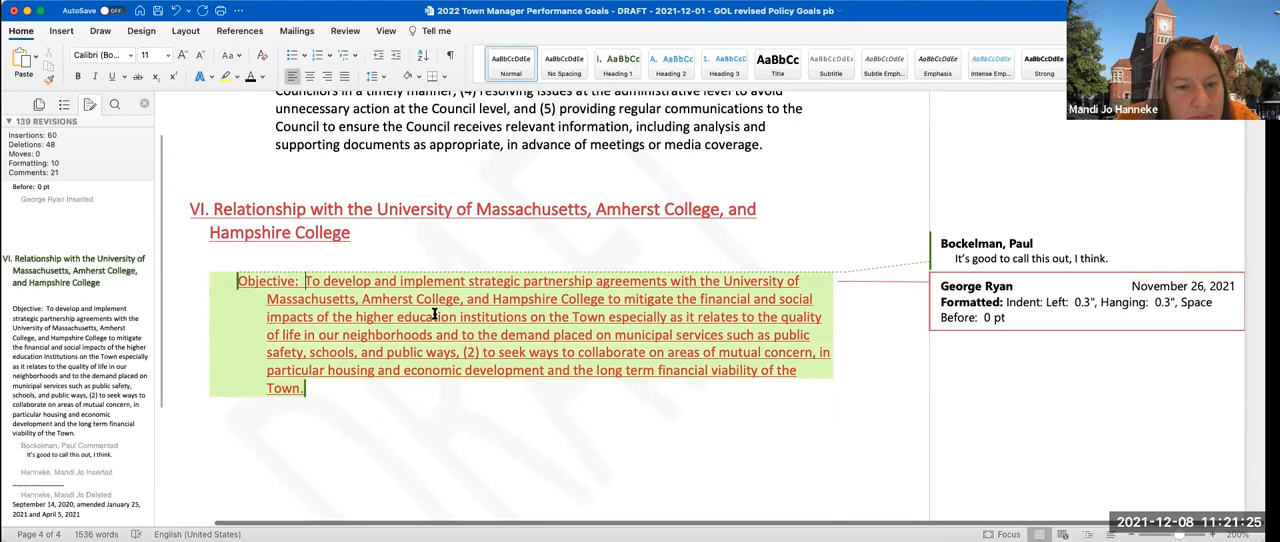 AutoSave OFF
2022 Town Manager Performance Goals - DRAFT - 2021-12-01 - GOL revised Policy Goals pb
Home Insert Draw Design Layout References Mailings Review View Tell me
Paste
Calibri (Bo... 11
AaBbCcDdEe AaBbCcDdEe I. AaBbCc A. AaBbCc 1. AaBbCc AaBbCc AaBbCcDdEe AaBbCcDdEe AaBbCcDdEe AaBbCcDdEe AaBbCcDdEe
Normal No Spacing Heading 1 Heading 2 Heading 3 Title Subtitle Subtle Emph... Emphasis Intense Emp... Strong
Mandi Jo Hanneke
139 REVISIONS
Insertions: 60
Deletions: 48
Moves: 0
Formatting: 10
Comments: 21
Before: 0 pt
George Ryan Inserted
VI. Relationship with the University of
Massachusetts, Amherst College,
and Hampshire College
Objective: To develop and implement
strategic partnership agreements with the
University of Massachusetts, Amherst
College, and Hampshire College to mitigate
the financial and social impacts of the higher
education institutions on the Town especially
as it relates to the quality of life in our
neighborhoods and to the demand placed on
municipal services such as public safety,
schools, and public ways, (2) to seek ways to
collaborate on areas of mutual concern, in
particular housing and economic
development and the long term financial
viability of the Town.
Bockelman, Paul Commented
It's good to call this out, I think.
Hanneke, Mandi Jo Inserted
Hanneke, Mandi Jo Deleted
September 14, 2020; amended January 25,
2021 and April 5, 2021
Councilors in a timely manner, (4) resolving issues at the administrative level to avoid
unnecessary action at the Council level, and (5) providing regular communications to the
Council to ensure the Council receives relevant information, including analysis and
supporting documents as appropriate, in advance of meetings or media coverage.
VI. Relationship with the University of Massachusetts, Amherst College, and
Hampshire College
Objective: To develop and implement strategic partnership agreements with the University of
Massachusetts, Amherst College, and Hampshire College to mitigate the financial and social
impacts of the higher education institutions on the Town especially as it relates to the quality
of life in our neighborhoods and to the demand placed on municipal services such as public
safety, schools, and public ways, (2) to seek ways to collaborate on areas of mutual concern, in
particular housing and economic development and the long term financial viability of the
Town.
Bockelman, Paul
It's good to call this out, I think.
George Ryan November 26, 2021
Formatted: Indent: Left: 0.3", Hanging: 0.3", Space
Before: 0 pt
DRAFT
2021-12-08 11:21:25
Page 4 of 4 1536 words English (United States) Focus 200%